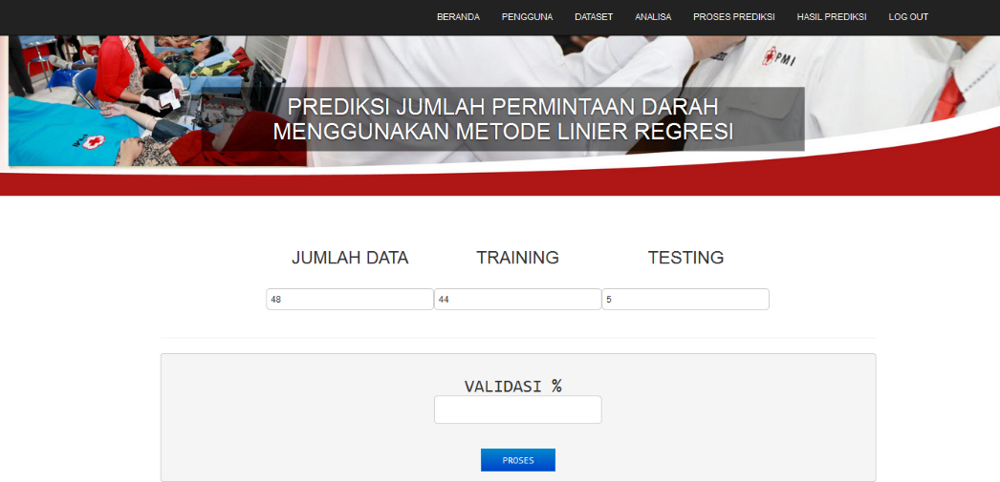 BERANDA PENGGUNA DATASET ANALISA PROSES PREDIKSI HASIL PREDIKSI LOG OUT
PMI
PREDIKSI JUMLAH PERMINTAAN DARAH
MENGGUNAKAN METODE LINIER REGRESI
JUMLAH DATA TRAINING TESTING
48 44 5
VALIDASI %
PROSES